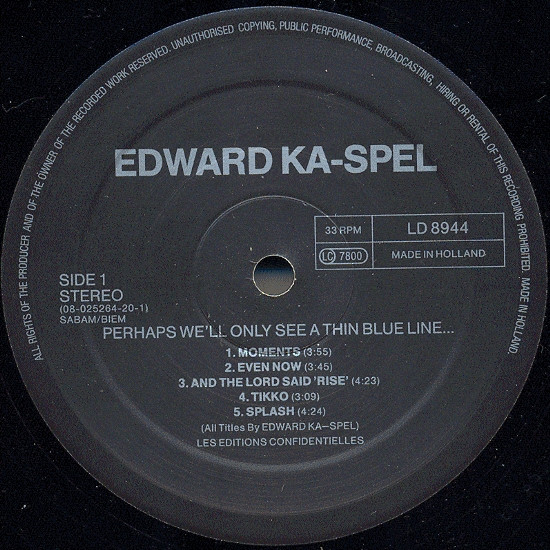 ALL RIGHTS OF THE PRODUCER AND OF THE OWNER OF THE RECORDED WORK RESERVED. UNAUTHORISED COPYING, PUBLIC PERFORMANCE, BROADCASTING, HIRING OR RENTAL OF THIS RECORDING PROHIBITED. MADE IN HOLLAND.
EDWARD KA-SPEL
33 RPM LD 8944
LC 7800 MADE IN HOLLAND
SIDE 1
STEREO
(08-025264-20-1)
SABAM/BIEM
PERHAPS WE'LL ONLY SEE A THIN BLUE LINE...
1. MOMENTS (3:55)
2. EVEN NOW (3:45)
3. AND THE LORD SAID 'RISE' (4:23)
4. TIKKO (3:09)
5. SPLASH (4:24)
(All Titles By EDWARD KA–SPEL)
LES EDITIONS CONFIDENTIELLES